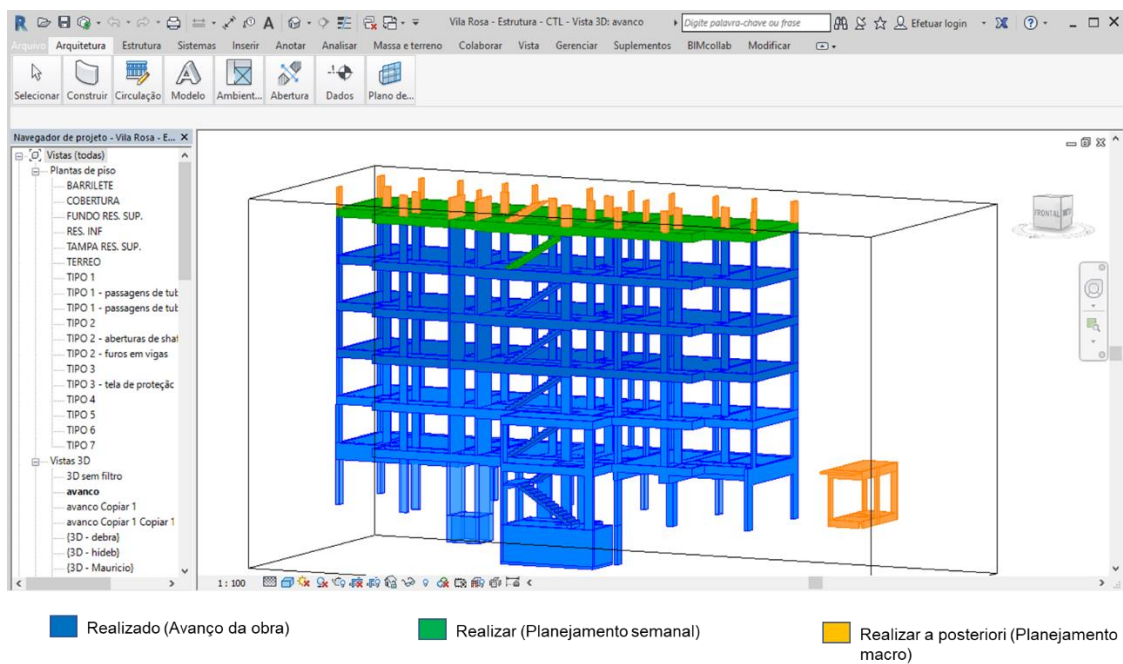 Vila Rosa - Estrutura - CTL - Vista 3D: avanco
Digite palavra-chave ou frase
Efetuar login
Arquivo Arquitetura Estrutura Sistemas Inserir Anotar Analisar Massa e terreno Colaborar Vista Gerenciar Suplementos BIMcollab Modificar
Selecionar Construir Circulação Modelo Ambient... Abertura Dados Plano de...
Navegador de projeto - Vila Rosa - E... X
Vistas (todas)
Plantas de piso
BARRILETE
COBERTURA
FUNDO RES. SUP.
RES. INF
TAMPA RES. SUP.
TERREO
TIPO 1
TIPO 1 - passagens de tub
TIPO 1 - passagens de tub
TIPO 2
TIPO 2 - aberturas de shaf
TIPO 2 - furos em vigas
TIPO 3
TIPO 3 - tela de proteçãc
TIPO 4
TIPO 5
TIPO 6
TIPO 7
Vistas 3D
3D sem filtro
avanco
avanco Copiar 1
avanco Copiar 1 Copiar 1
{3D - debra}
{3D - hideb}
{3D - Mauricio}
FRONTAL
1 : 100
Realizado (Avanço da obra)
Realizar (Planejamento semanal)
Realizar a posteriori (Planejamento
macro)